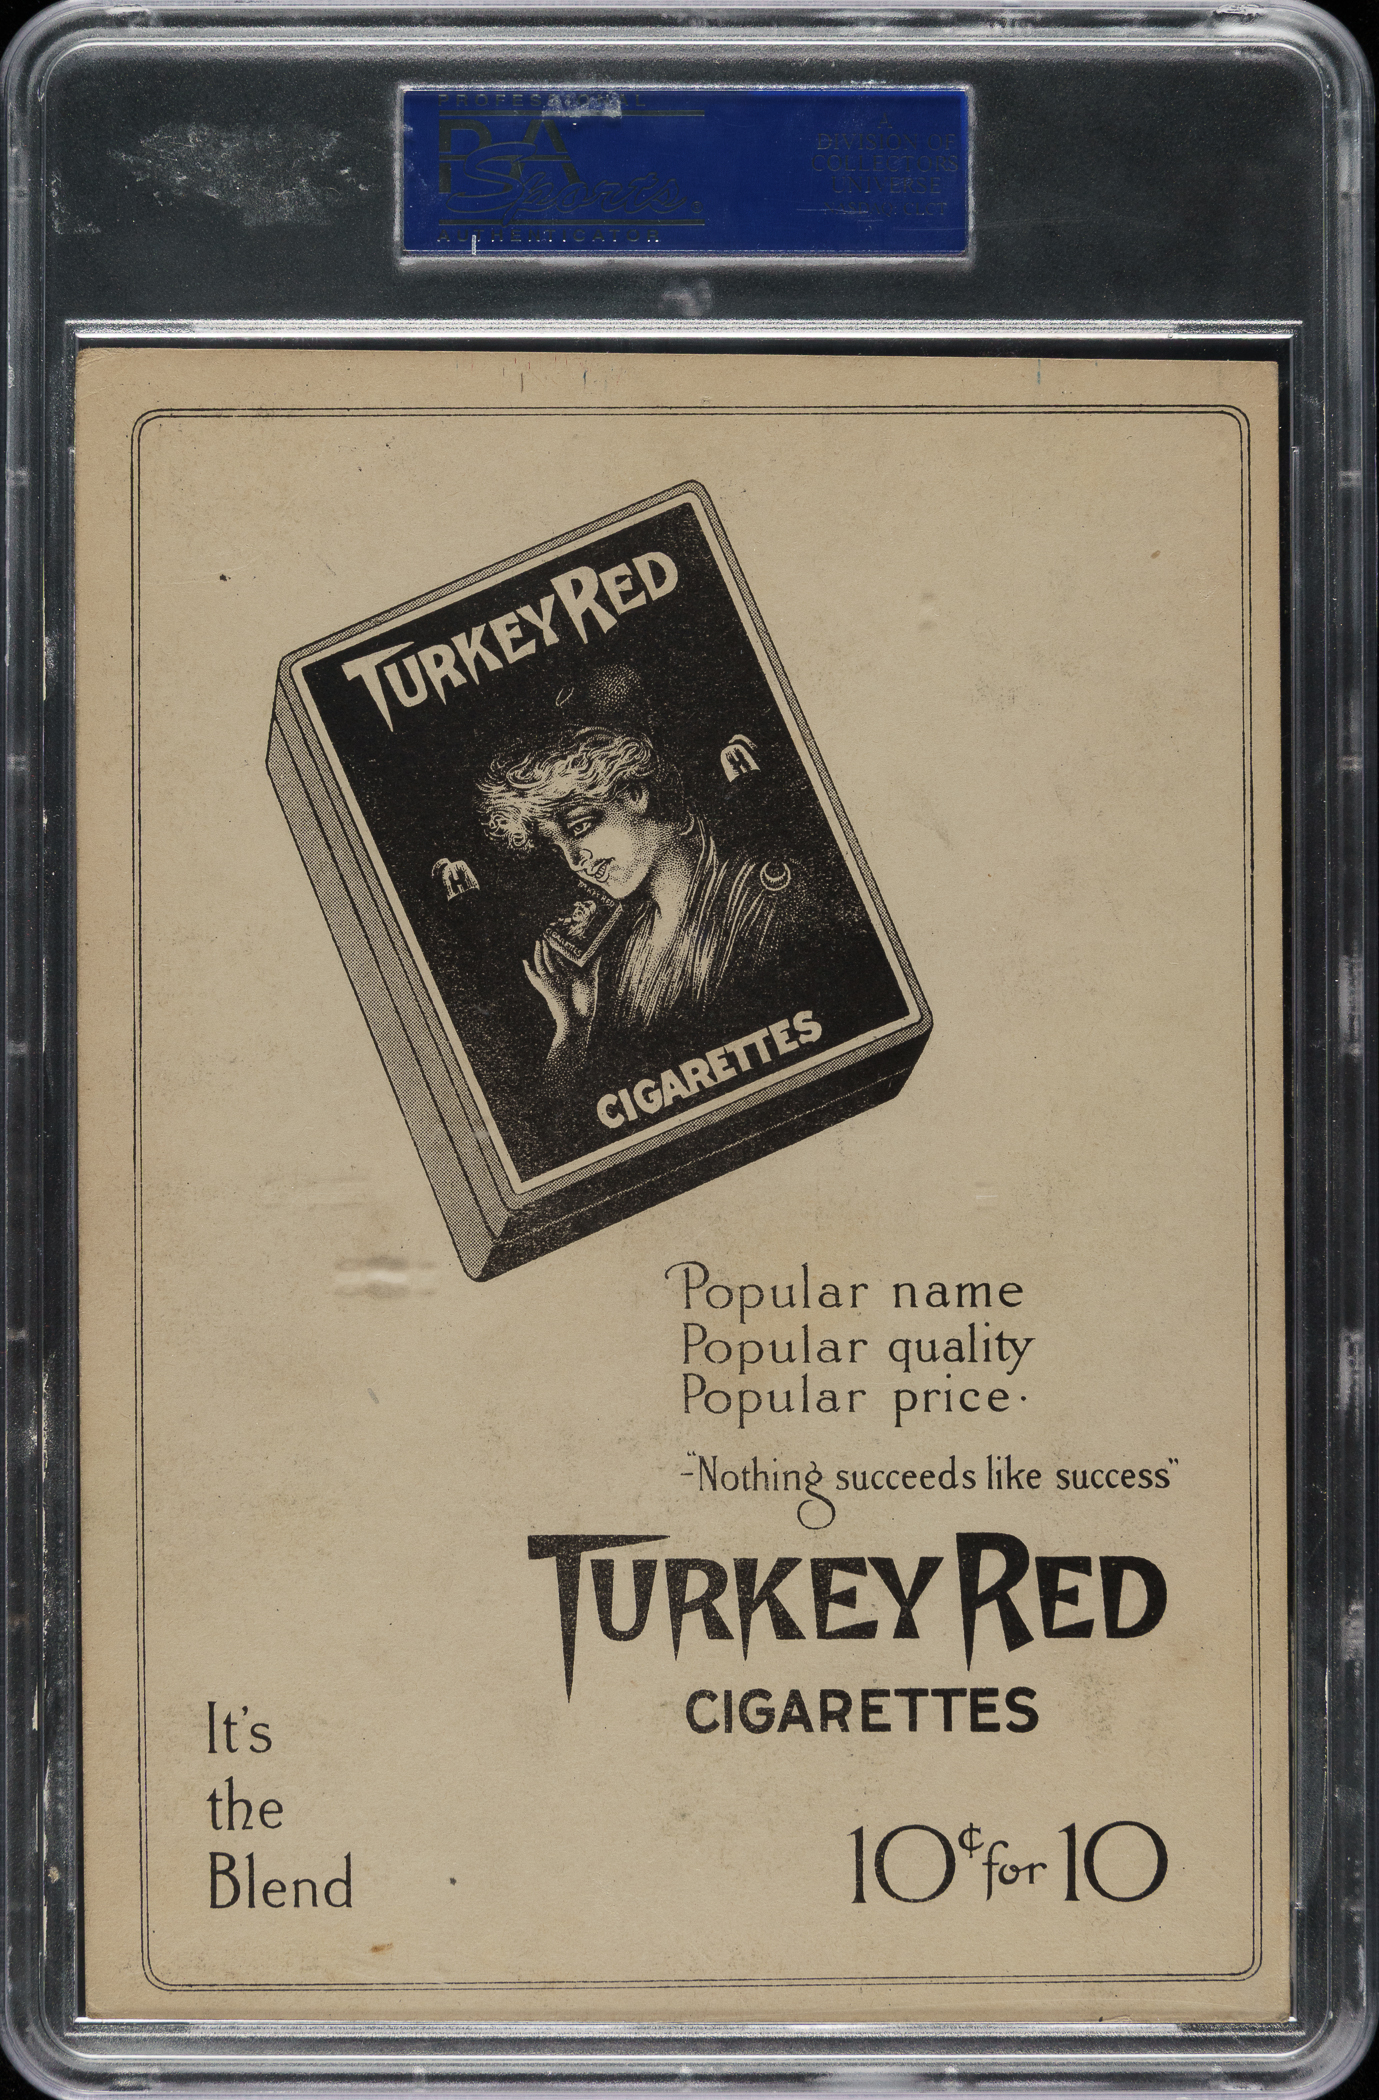 PROFESSIONAL
PSA
Sports
®
AUTHENTICATOR
A
DIVISION OF
COLLECTORS
UNIVERSE
TURKEY RED
H
H
CIGARETTES
Popular name
Popular quality
Popular price.
-"Nothing succeeds like success"
TURKEY RED
CIGARETTES
It's
the
Blend
10¢ for 10